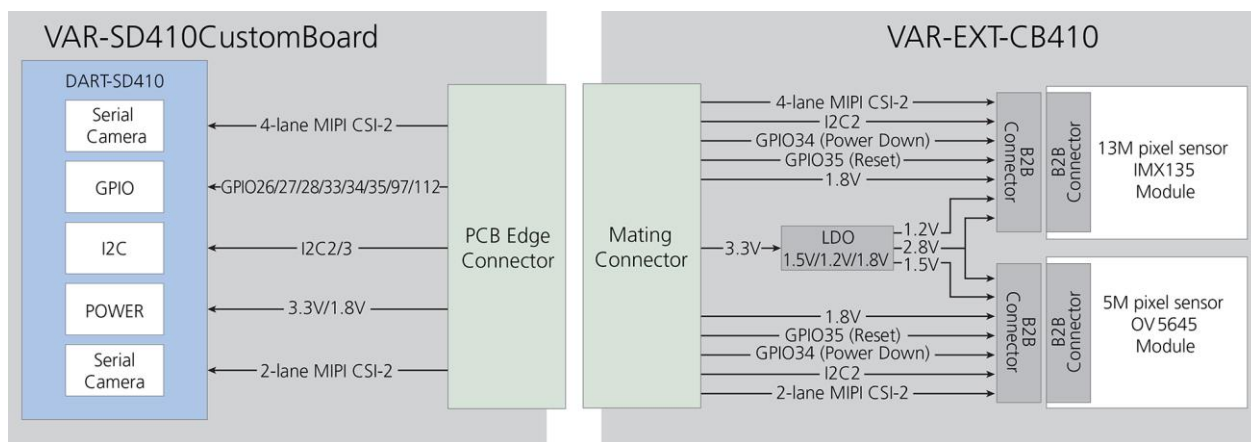 VAR-SD410CustomBoard
DART-SD410
Serial
Camera
4-lane MIPI CSI-2
GPIO
GPIO26/27/28/33/34/35/97/112
I2C
I2C2/3
POWER
3.3V/1.8V
Serial
Camera
2-lane MIPI CSI-2
PCB Edge
Connector
VAR-EXT-CB410
Mating
Connector
4-lane MIPI CSI-2
I2C2
GPIO34 (Power Down)
GPIO35 (Reset)
1.8V
3.3V
LDO
1.5V/1.2V/1.8V
1.2V
2.8V
1.5V
1.8V
GPIO35 (Reset)
GPIO34 (Power Down)
I2C2
2-lane MIPI CSI-2
B2B
Connector
B2B
Connector
13M pixel sensor
IMX135
Module
B2B
Connector
B2B
Connector
5M pixel sensor
OV5645
Module